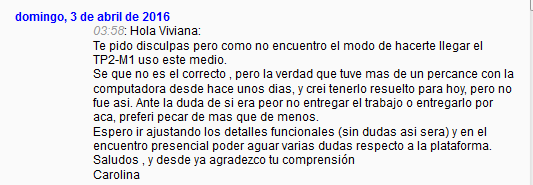 domingo, 3 de abril de 2016
03:56: Hola Viviana:
Te pido disculpas pero como no encuentro el modo de hacerte llegar el
TP2-M1 uso este medio.
Se que no es el correcto , pero la verdad que tuve mas de un percance con la
computadora desde hace unos dias, y crei tenerlo resuelto para hoy, pero no
fue asi. Ante la duda de si era peor no entregar el trabajo o entregarlo por
aca, preferi pecar de mas que de menos.
Espero ir ajustando los detalles funcionales (sin dudas asi sera) y en el
encuentro presencial poder aguar varias dudas respecto a la plataforma.
Saludos , y desde ya agradezco tu comprensión
Carolina